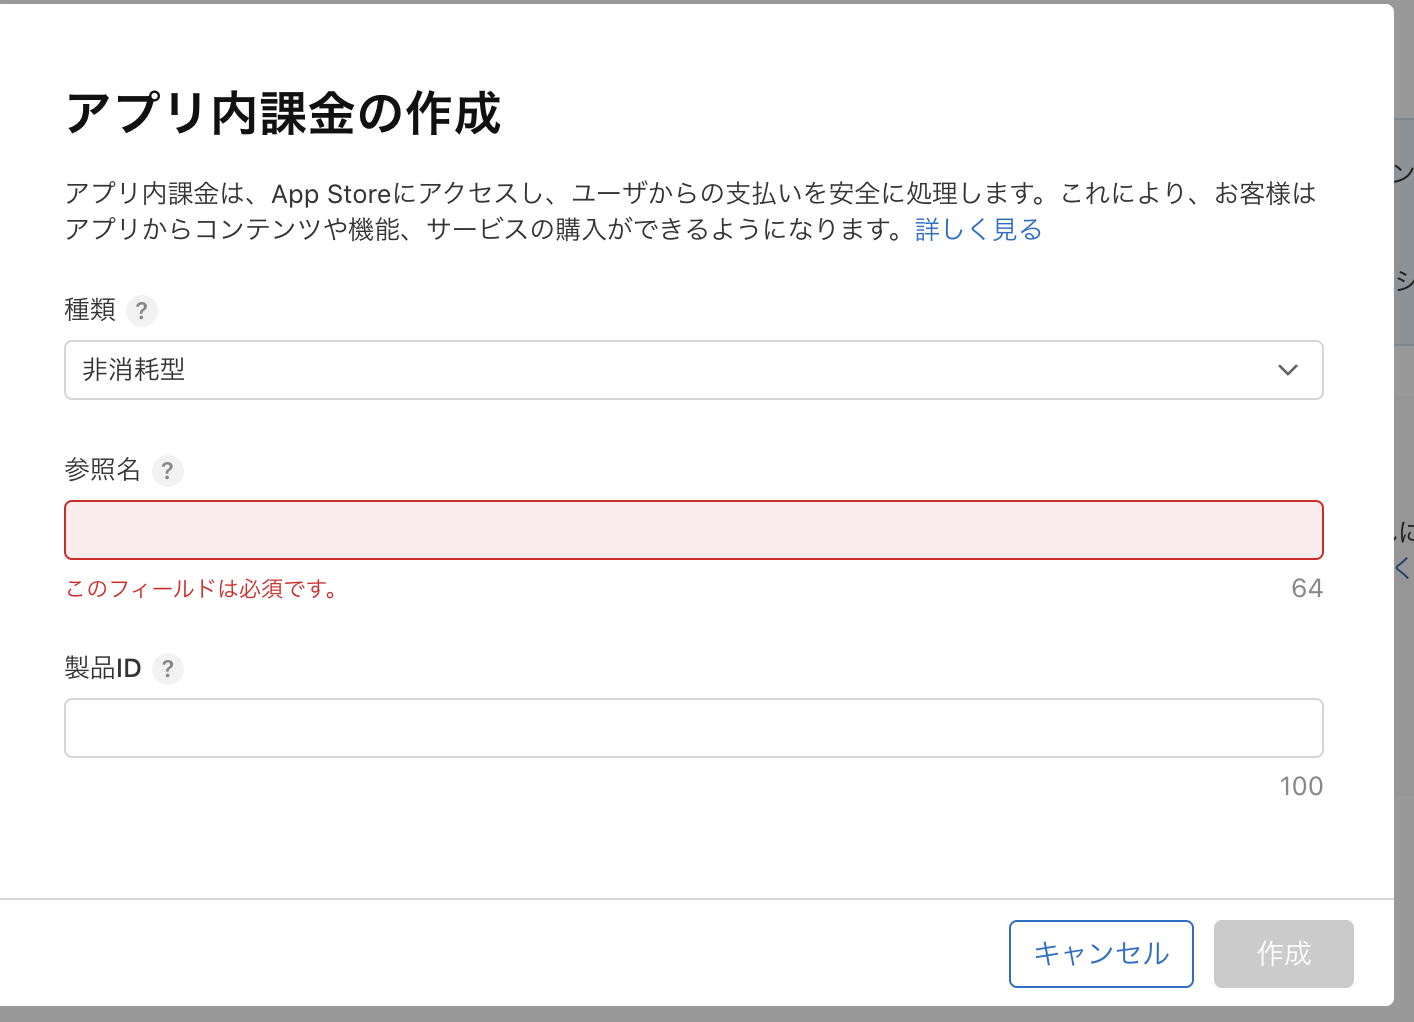 アプリ内課金の作成
アプリ内課金は、App Storeにアクセスし、ユーザからの支払いを安全に処理します。これにより、お客様は
アプリからコンテンツや機能、サービスの購入ができるようになります。詳しく見る
種類 ?
非消耗型
参照名 ?
このフィールドは必須です。 64
製品ID ?
100
キャンセル 作成
ン
シ
に
く